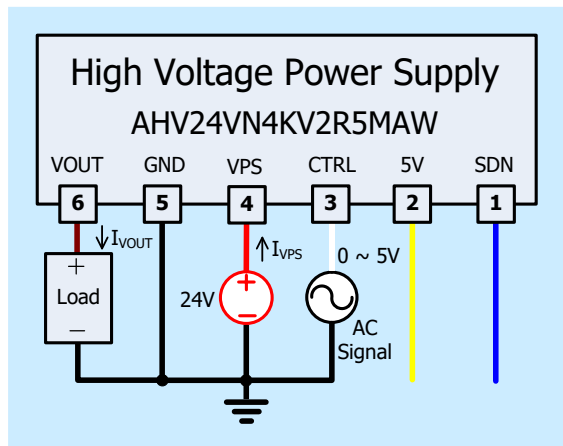 High Voltage Power Supply
AHV24VN4KV2R5MAW
VOUT GND VPS CTRL 5V SDN
6 5 4 3 2 1
↓IVOUT ↑IVPS 0 ~ 5V
+ +
Load 24V
− −
AC
Signal